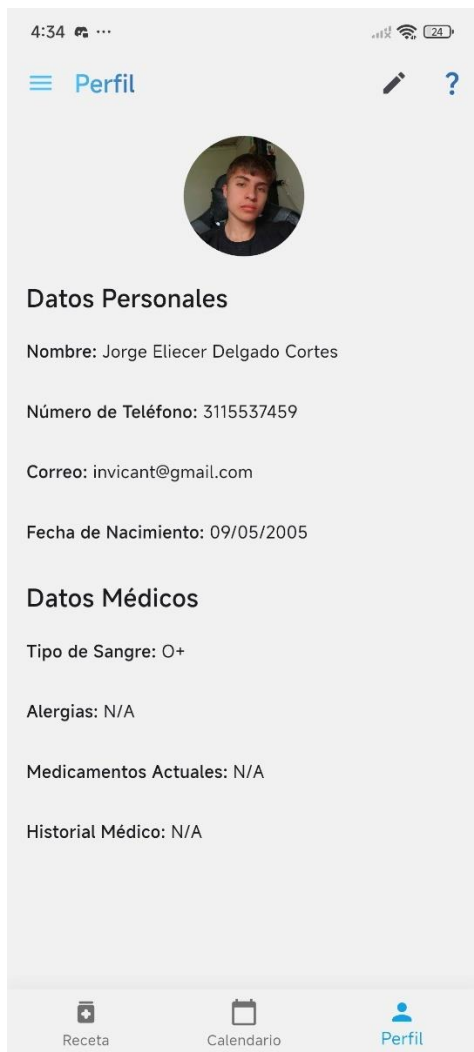 4:34 ...
24
Perfil
?
Datos Personales
Nombre: Jorge Eliecer Delgado Cortes
Número de Teléfono: 3115537459
Correo: invicant@gmail.com
Fecha de Nacimiento: 09/05/2005
Datos Médicos
Tipo de Sangre: O+
Alergias: N/A
Medicamentos Actuales: N/A
Historial Médico: N/A
Receta
Calendario
Perfil